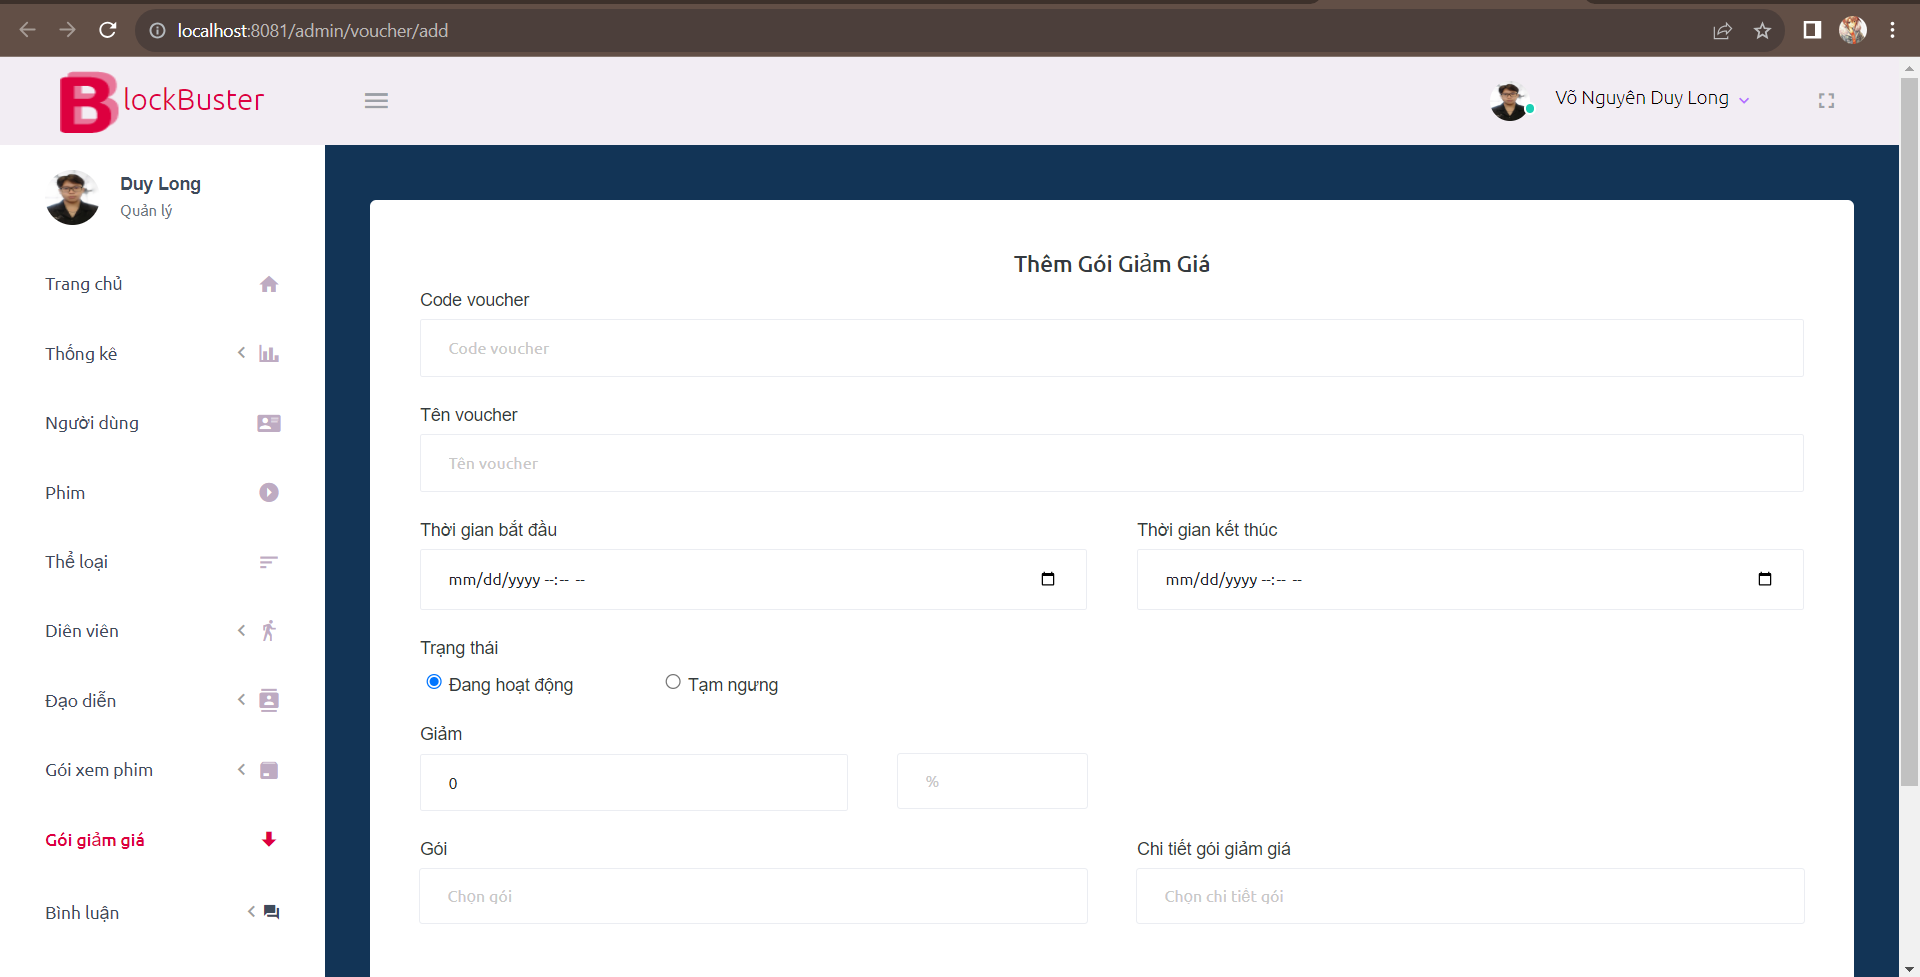 localhost:8081/admin/voucher/add
BlockBuster
Võ Nguyên Duy Long
Duy Long
Quản lý
Trang chủ
Thống kê
Người dùng
Phim
Thể loại
Diên viên
Đạo diễn
Gói xem phim
Gói giảm giá
Bình luận
Thêm Gói Giảm Giá
Code voucher
Code voucher
Tên voucher
Tên voucher
Thời gian bắt đầu
Thời gian kết thúc
mm/dd/yyyy --:-- --
mm/dd/yyyy --:-- --
Trạng thái
Đang hoạt động
Tạm ngưng
Giảm
0
%
Gói
Chi tiết gói giảm giá
Chọn gói
Chọn chi tiết gói